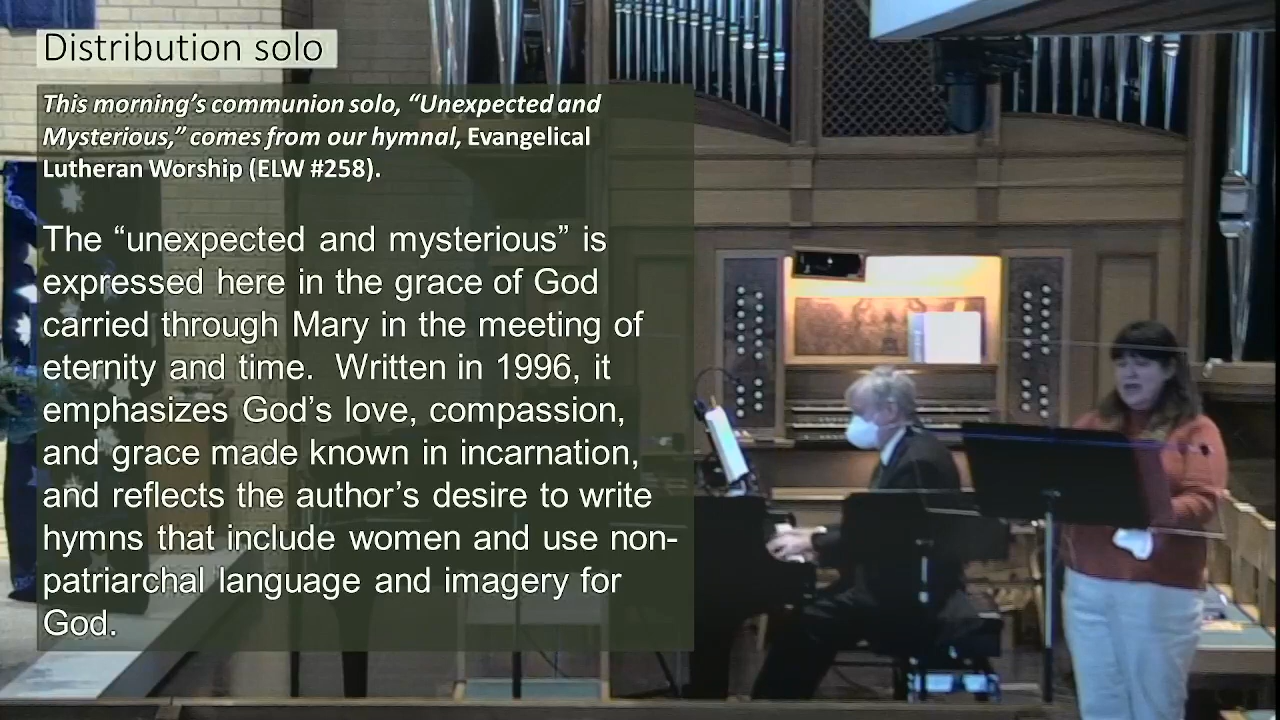 Distribution solo
This morning’s communion solo, “Unexpected and
Mysterious,” comes from our hymnal, Evangelical
Lutheran Worship (ELW #258).
The “unexpected and mysterious” is
expressed here in the grace of God
carried through Mary in the meeting of
eternity and time.  Written in 1996, it
emphasizes God’s love, compassion,
and grace made known in incarnation,
and reflects the author’s desire to write
hymns that include women and use non-
patriarchal language and imagery for
God.